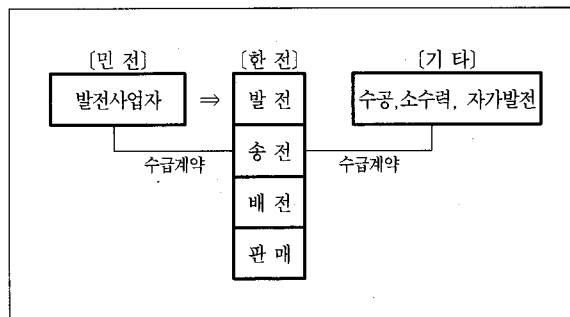 〔민 전〕 〔한 전〕 〔기 타〕
발전사업자 ⇒ 발 전 수공,소수력, 자가발전
수급계약 송 전 수급계약
배 전
판 매